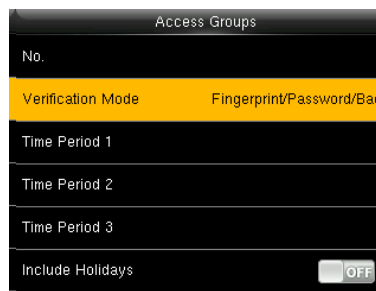 Access Groups
No.
Verification Mode Fingerprint/Password/Bad
Time Period 1
Time Period 2
Time Period 3
Include Holidays OFF